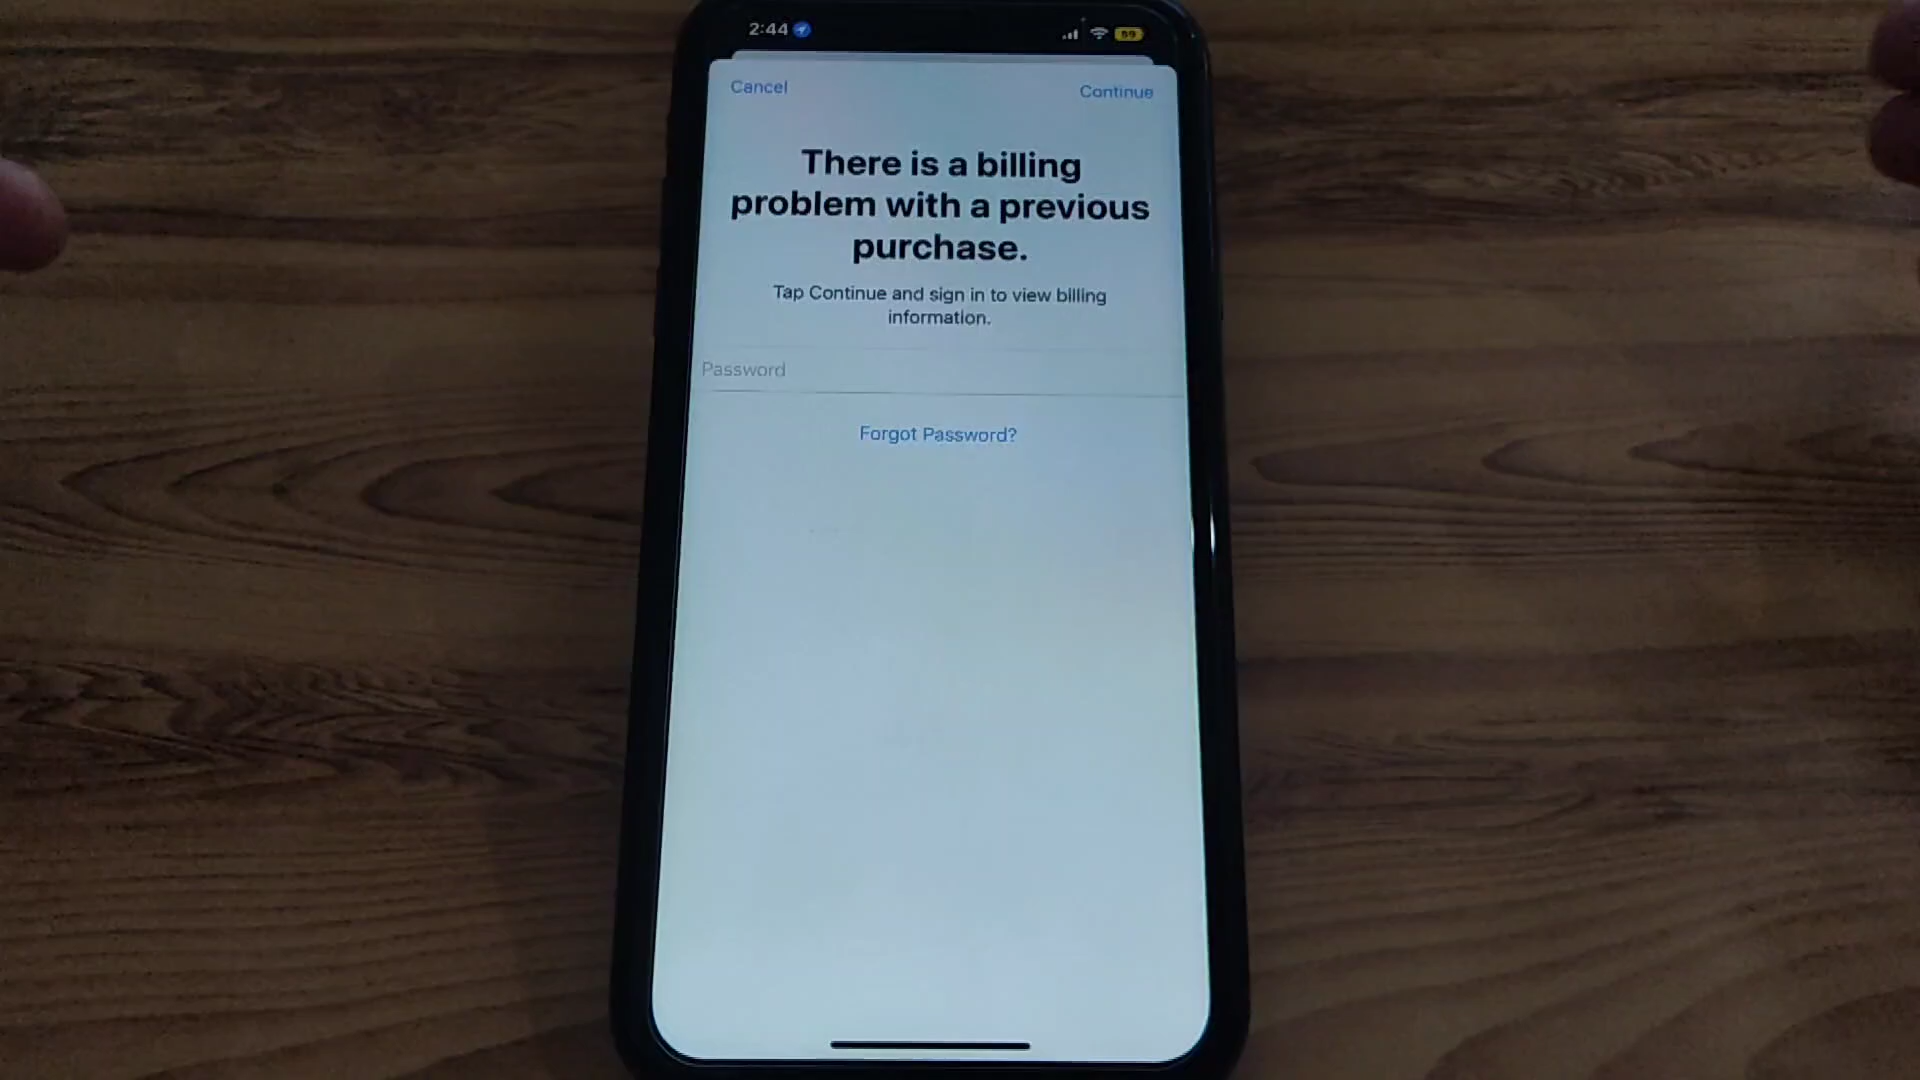 2:44
59
Cancel
Continue
There is a billing
problem with a previous
purchase.
Tap Continue and sign in to view billing
information.
Password
Forgot Password?